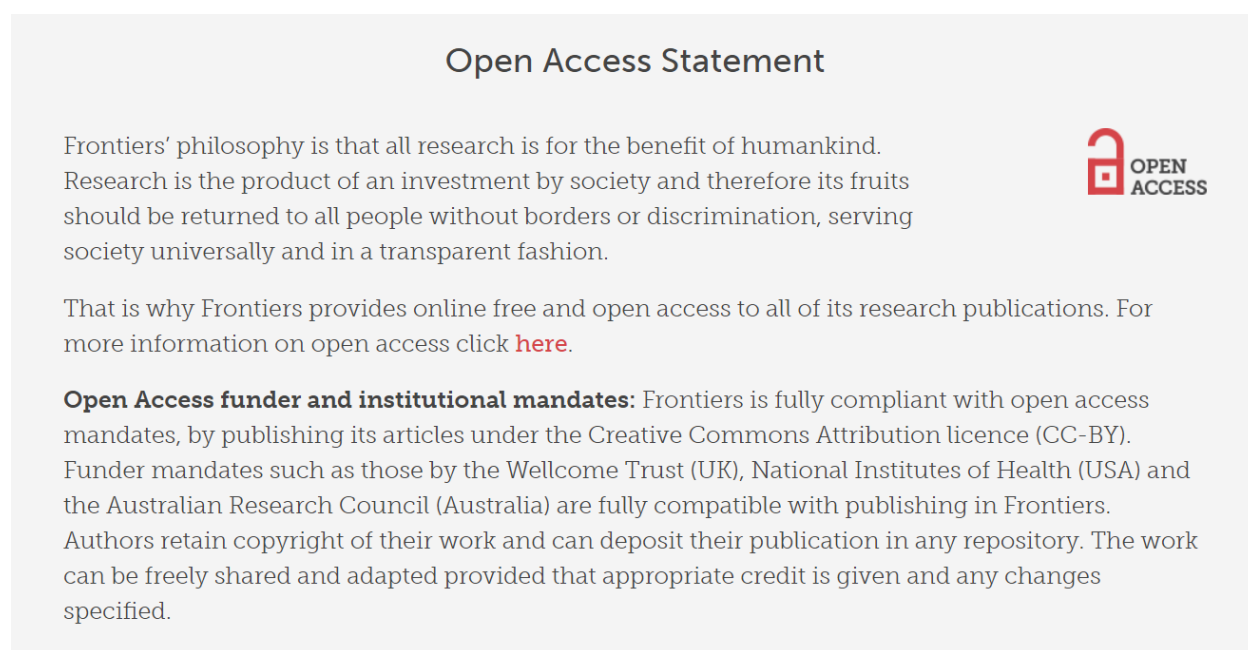 Open Access Statement
Frontiers’ philosophy is that all research is for the benefit of humankind.
Research is the product of an investment by society and therefore its fruits
should be returned to all people without borders or discrimination, serving
society universally and in a transparent fashion.
OPEN
ACCESS
That is why Frontiers provides online free and open access to all of its research publications. For
more information on open access click here.
Open Access funder and institutional mandates: Frontiers is fully compliant with open access
mandates, by publishing its articles under the Creative Commons Attribution licence (CC-BY).
Funder mandates such as those by the Wellcome Trust (UK), National Institutes of Health (USA) and
the Australian Research Council (Australia) are fully compatible with publishing in Frontiers.
Authors retain copyright of their work and can deposit their publication in any repository. The work
can be freely shared and adapted provided that appropriate credit is given and any changes
specified.